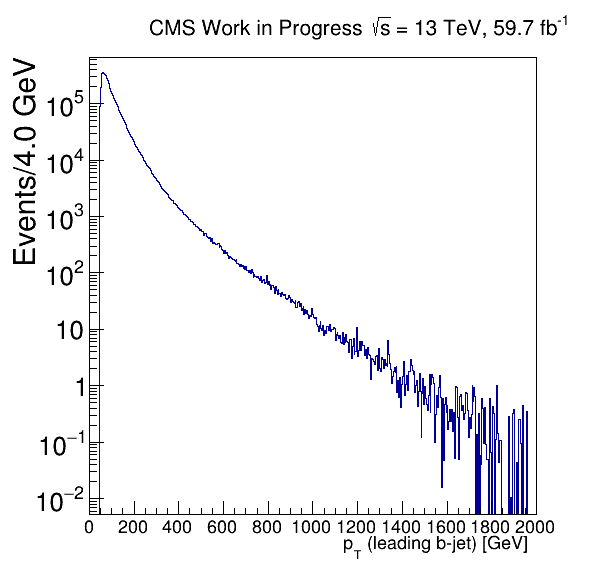 CMS Work in Progress √s = 13 TeV, 59.7 fb⁻¹
Events/4.0 GeV
10⁵
10⁴
10³
10²
10
1
10⁻¹
10⁻²
0 200 400 600 800 1000 1200 1400 1600 1800 2000
p_T (leading b-jet) [GeV]